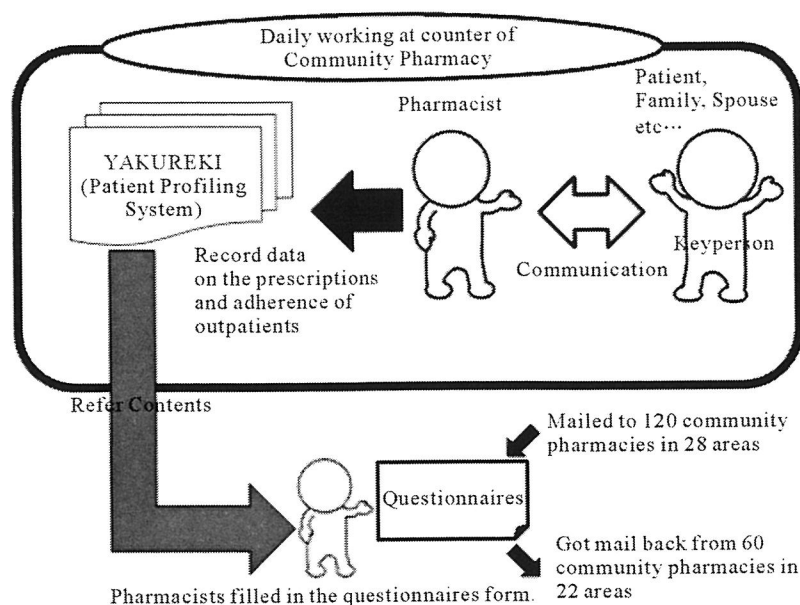 Daily working at counter of
Community Pharmacy
YAKUREKI
(Patient Profiling
System)
Pharmacist
Patient,
Family, Spouse
etc…
Keyperson
Communication
Record data
on the prescriptions
and adherence of
outpatients
Refer Contents
Mailed to 120 community
pharmacies in 28 areas
Questionnaires
Got mail back from 60
community pharmacies in
22 areas
Pharmacists filled in the questionnaires form.